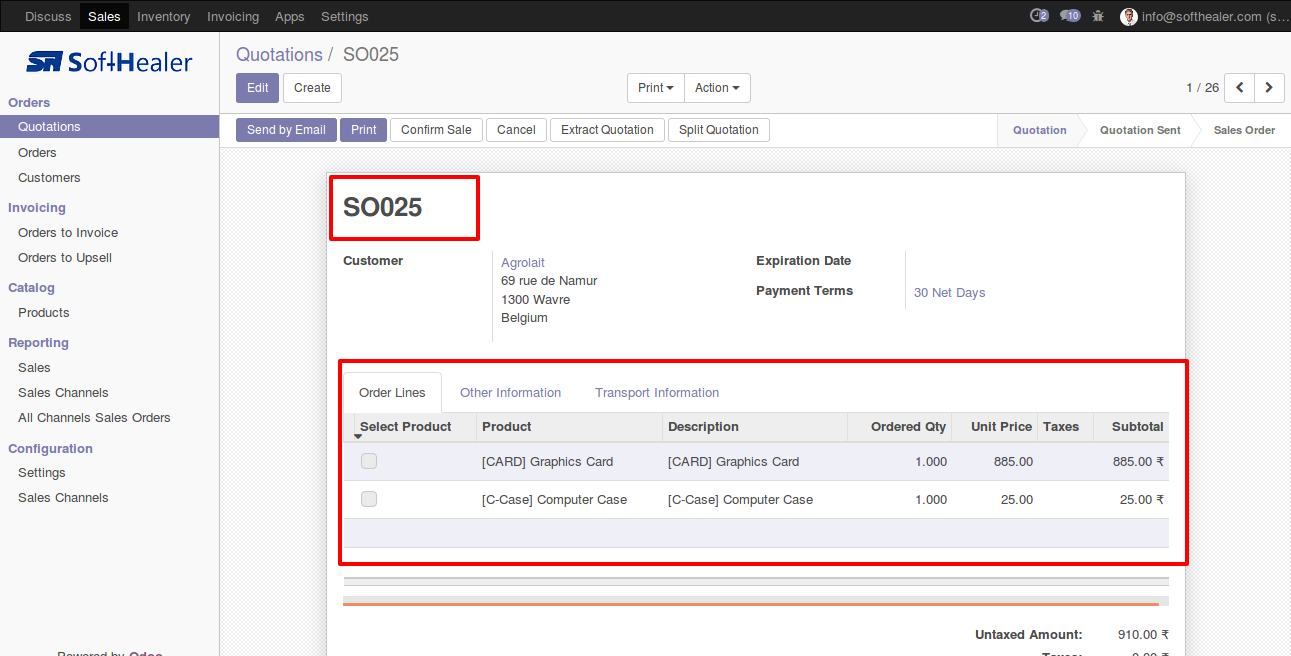 Discuss Sales Inventory Invoicing Apps Settings 2 10 info@softhealer.com (s...
SoftHealer
Quotations / SO025
Edit Create Print Action 1 / 26
Send by Email Print Confirm Sale Cancel Extract Quotation Split Quotation Quotation Quotation Sent Sales Order
Orders
Quotations
Orders
Customers
Invoicing
Orders to Invoice
Orders to Upsell
Catalog
Products
Reporting
Sales
Sales Channels
All Channels Sales Orders
Configuration
Settings
Sales Channels
Powered by Odoo
SO025
Customer
Agrolait
69 rue de Namur
1300 Wavre
Belgium
Expiration Date
Payment Terms 30 Net Days
Order Lines Other Information Transport Information
Select Product Product Description Ordered Qty Unit Price Taxes Subtotal
[CARD] Graphics Card [CARD] Graphics Card 1.000 885.00 885.00 ₹
[C-Case] Computer Case [C-Case] Computer Case 1.000 25.00 25.00 ₹
Untaxed Amount: 910.00 ₹
Taxes: 0.00 ₹